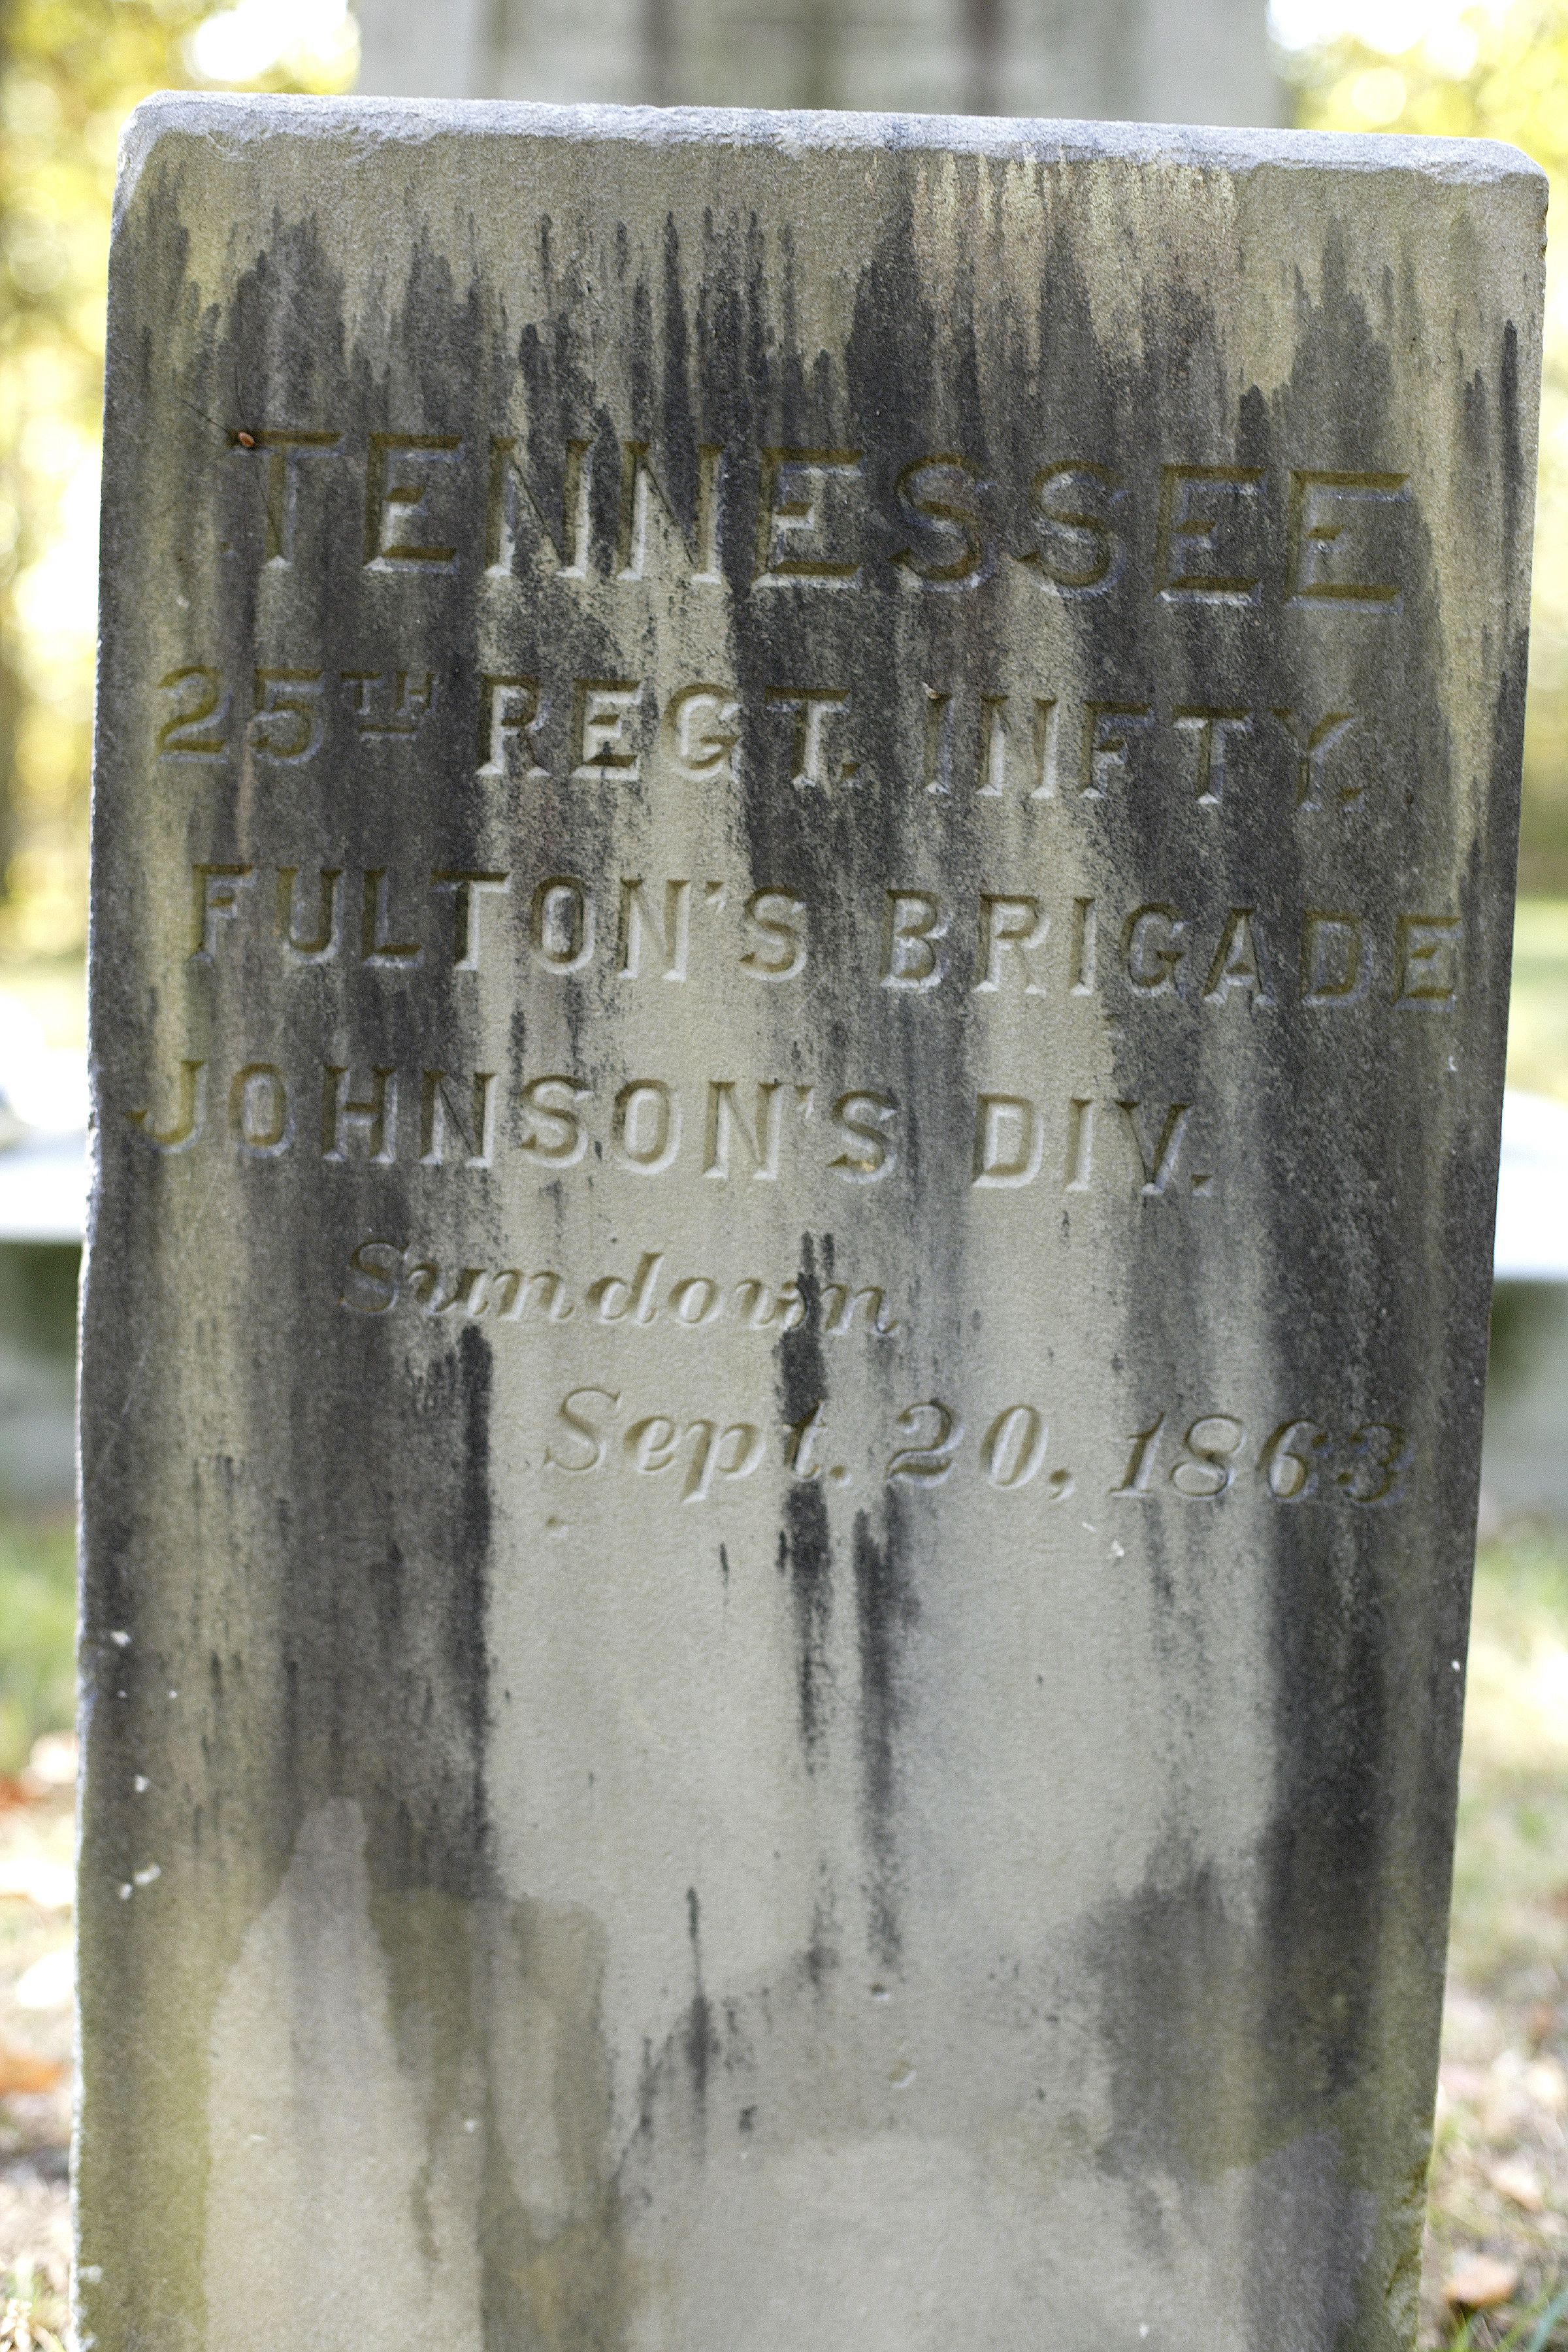 TENNESSEE
25TH REGT. INFTY.
FULTON'S BRIGADE
JOHNSON'S DIV.
Sundown
Sept. 20, 1863